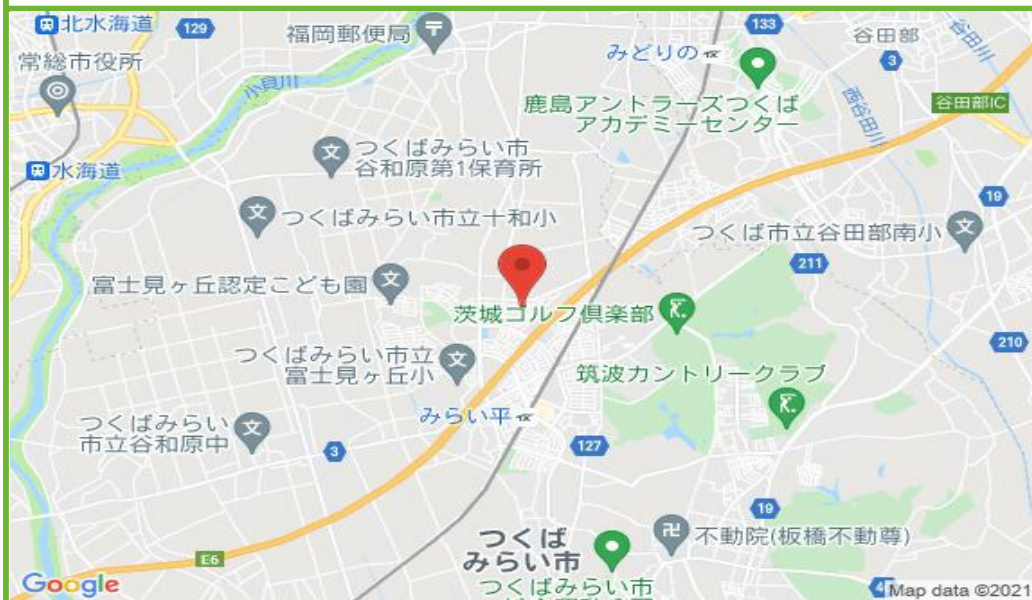 北水海道
129
福岡郵便局
133
谷田部
谷田川
常総市役所
みどりの
3
小貝川
鹿島アントラーズつくば
アカデミーセンター
西谷田川
谷田部IC
水海道
つくばみらい市
谷和原第1保育所
19
つくばみらい市立十和小
つくば市立谷田部南小
211
富士見ヶ丘認定こども園
茨城ゴルフ倶楽部
210
つくばみらい市立
富士見ヶ丘小
筑波カントリークラブ
みらい平
つくばみらい
市立谷和原中
3
127
19
つくば
みらい市
不動院(板橋不動尊)
E6
つくばみらい市
Google
Map data ©2021